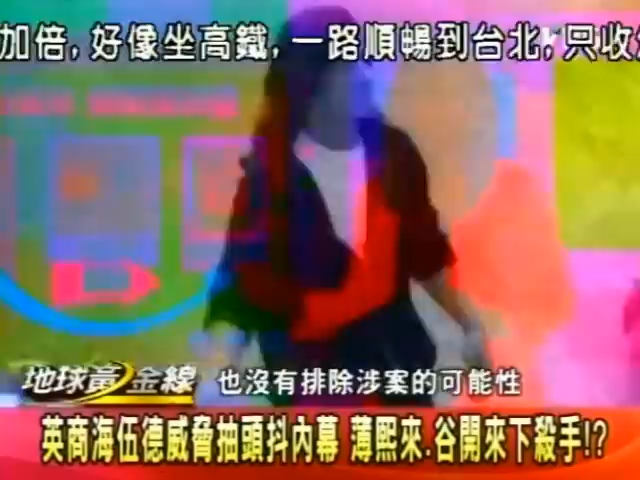 加倍，好像坐高鐵，一路順暢到台北，只收
地球黃金線
也沒有排除涉案的可能性
英商海伍德威脅抽頭抖內幕 薄熙來.谷開來下殺手!?